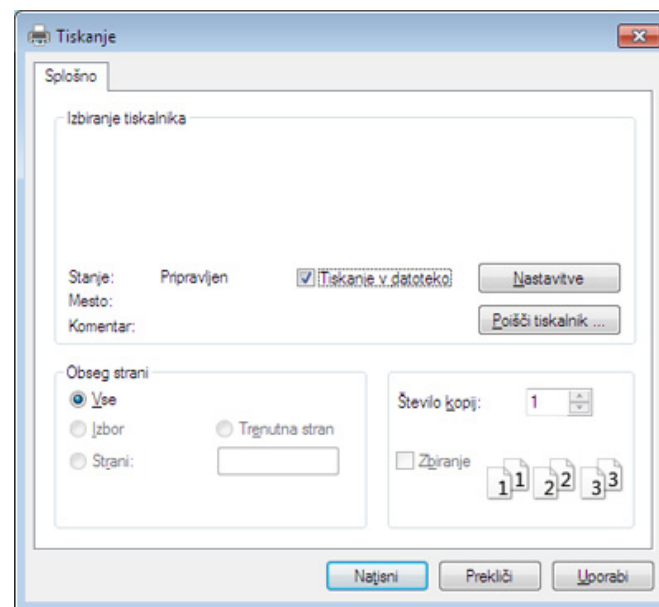 Tiskanje
Splošno
Izbiranje tiskalnika
Stanje: Pripravljen
Tiskanje v datoteko
Nastavitve
Mesto:
Komentar:
Poišči tiskalnik ...
Obseg strani
Vse
Izbor
Trenutna stran
Strani:
Število kopij: 1
Zbiranje
1 1 2 2 3 3
Natisni
Prekliči
Uporabi